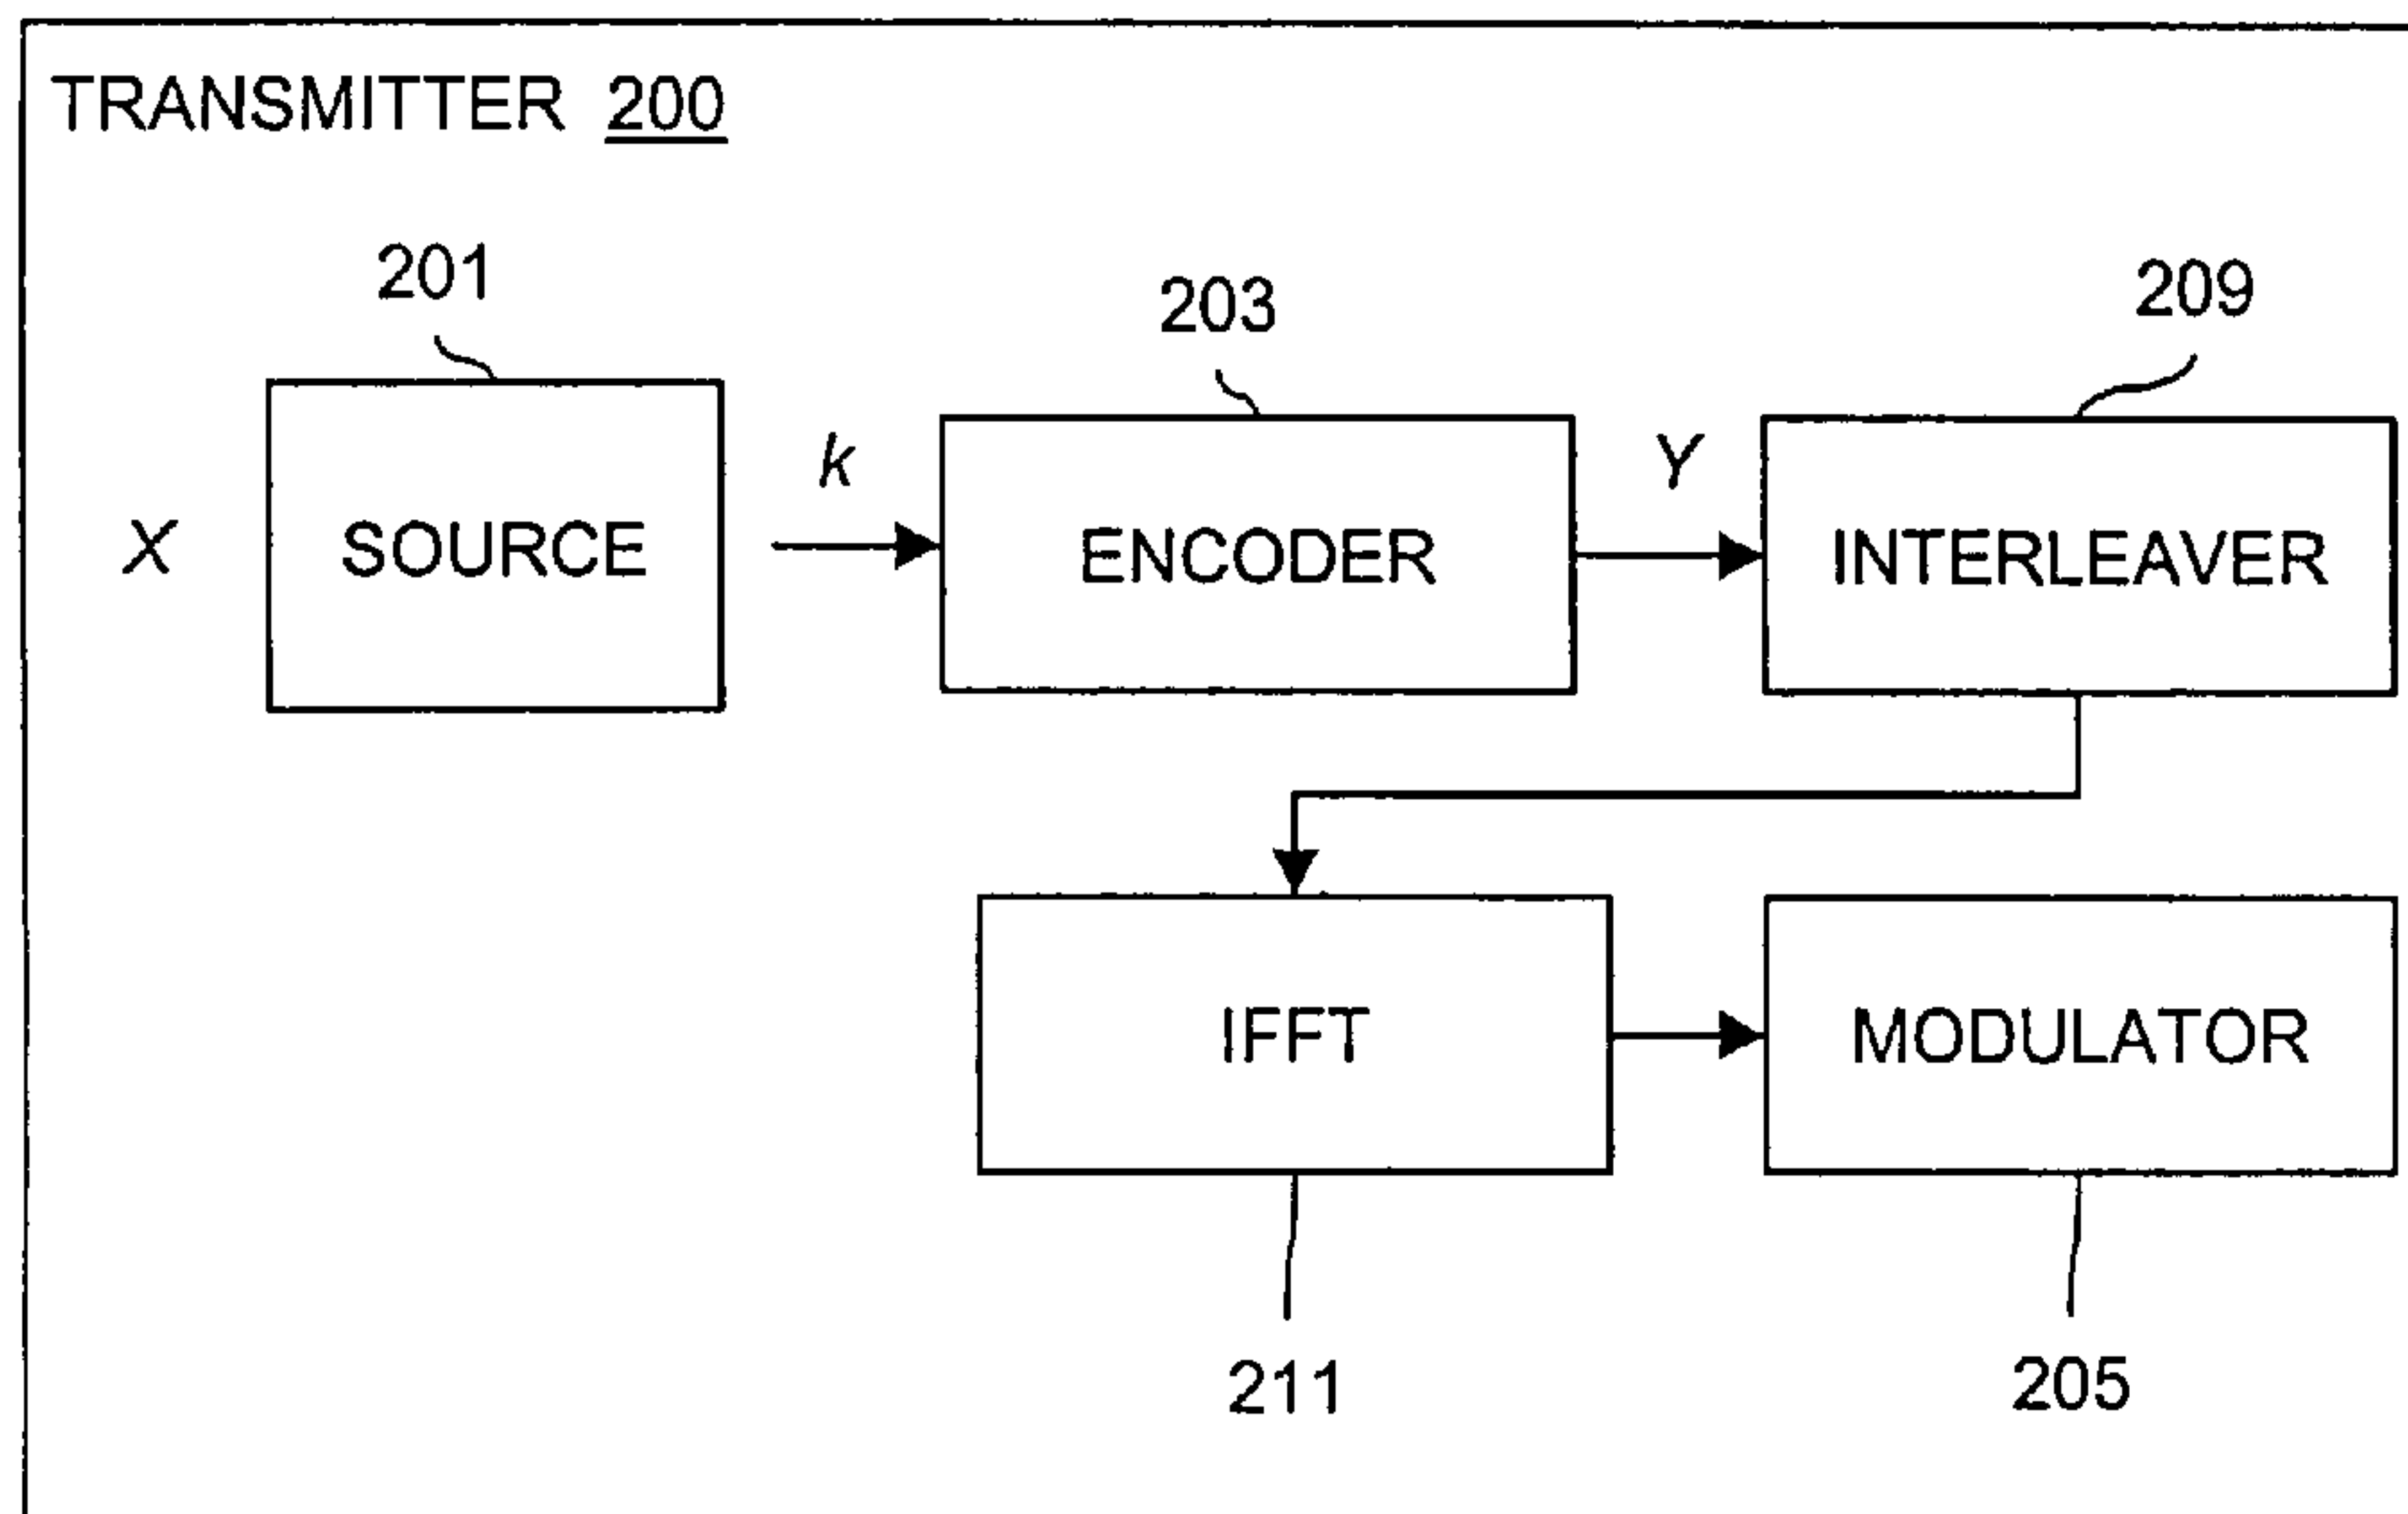 TRANSMITTER 200
201
203
209
k
Y
X
SOURCE
ENCODER
INTERLEAVER
IFFT
MODULATOR
211
205